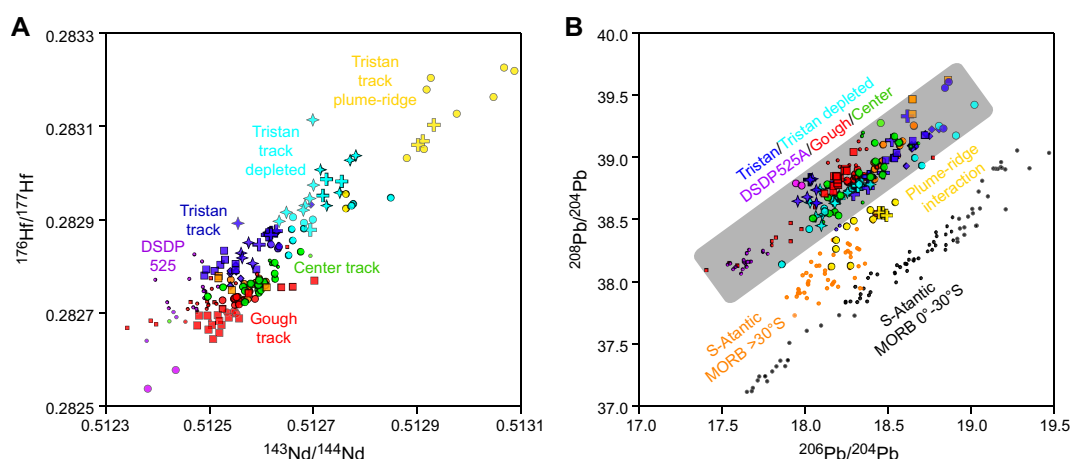 A
0.2833
0.2831
0.2829
0.2827
0.2825
176Hf/177Hf
0.5123
0.5125
0.5127
0.5129
0.5131
143Nd/144Nd
Tristan
track
plume-ridge
Tristan
track
depleted
Tristan
track
DSDP
525
Center track
Gough
track
B
40.0
39.5
39.0
38.5
38.0
37.5
37.0
208Pb/204Pb
17.0
17.5
18.0
18.5
19.0
19.5
206Pb/204Pb
Tristan/Tristan depleted
DSDP525A/Gough/Center
Plume-ridge
interaction
S-Atantic
MORB >30°S
S-Atantic
MORB 0°-30°S